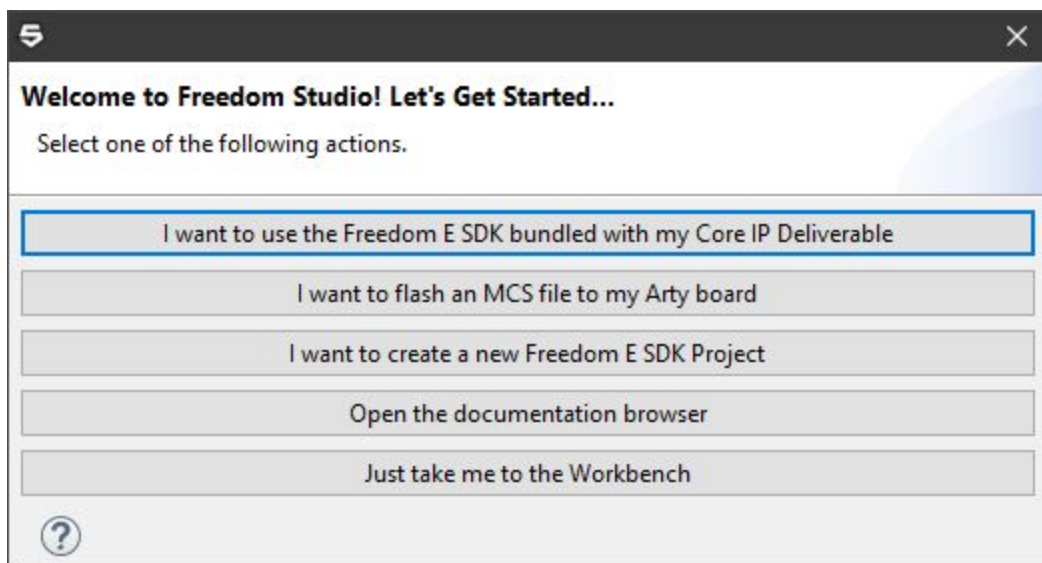 Welcome to Freedom Studio! Let's Get Started...
Select one of the following actions.
I want to use the Freedom E SDK bundled with my Core IP Deliverable
I want to flash an MCS file to my Arty board
I want to create a new Freedom E SDK Project
Open the documentation browser
Just take me to the Workbench
?